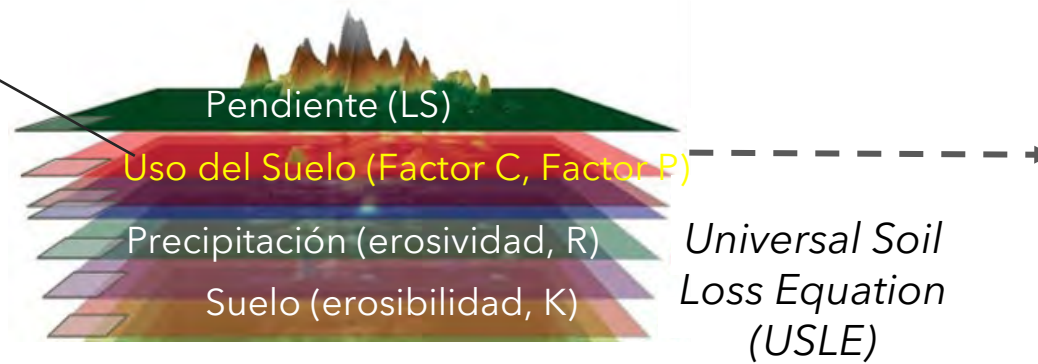 Pendiente (LS)
Uso del Suelo (Factor C, Factor P)
Precipitación (erosividad, R)
Suelo (erosibilidad, K)
Universal Soil
Loss Equation
(USLE)